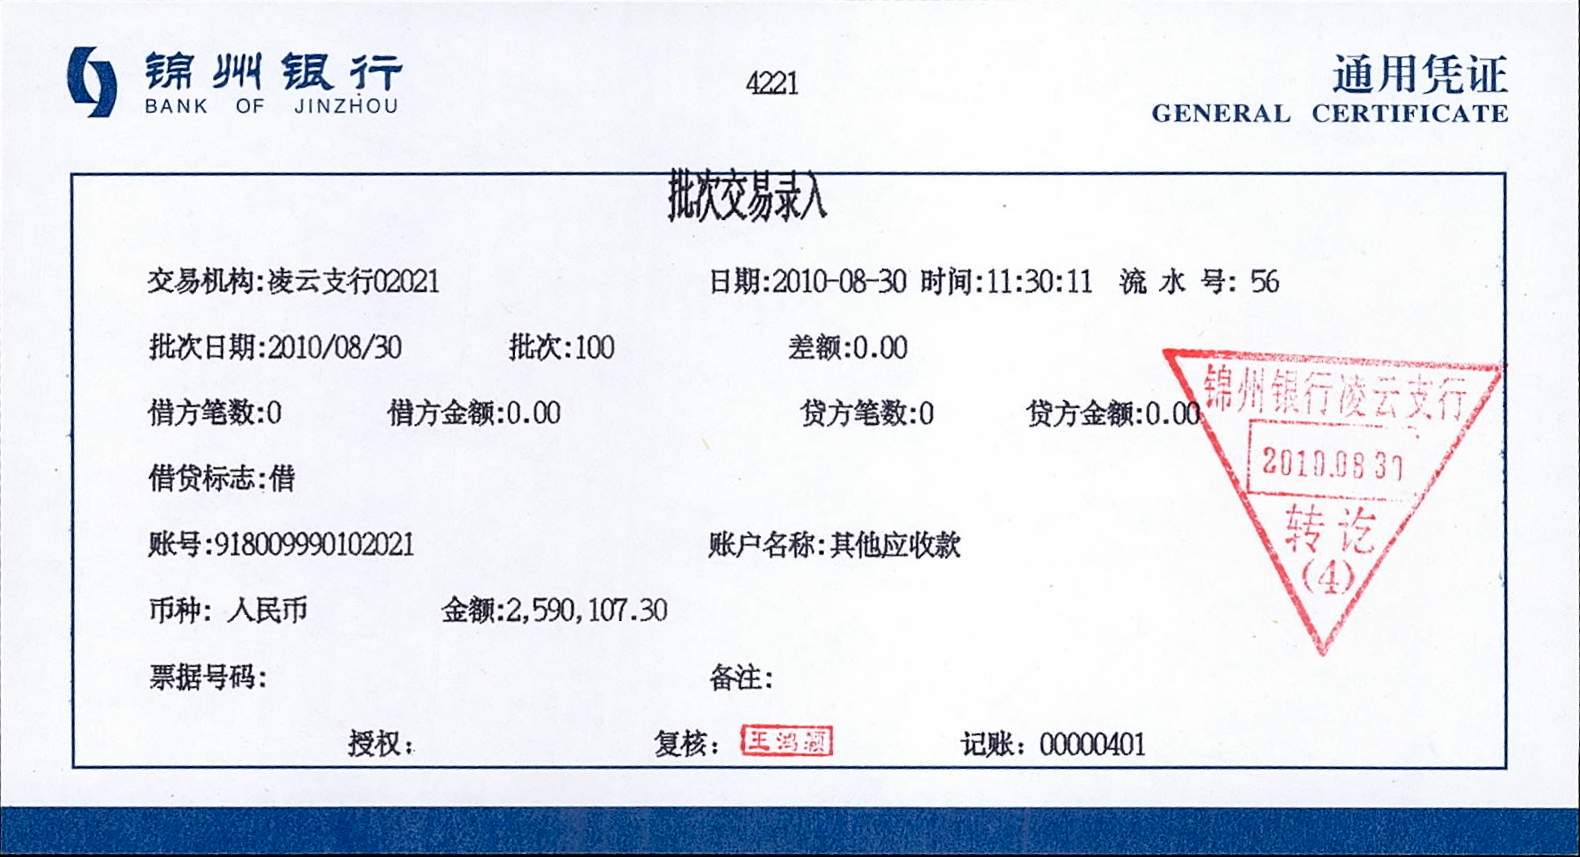 锦州银行
BANK OF JINZHOU
4221
通用凭证
GENERAL CERTIFICATE
批次交易录入
交易机构:凌云支行02021 日期:2010-08-30 时间:11:30:11 流 水 号: 56
批次日期:2010/08/30 批次:100 差额:0.00
借方笔数:0 借方金额:0.00 贷方笔数:0 贷方金额:0.00
借贷标志:借
账号:918009990102021 账户名称:其他应收款
币种: 人民币 金额:2,590,107.30
票据号码: 备注:
授权: 复核: 王鸿颖 记账: 00000401
锦州银行凌云支行
2010.08 30
转讫
(4)